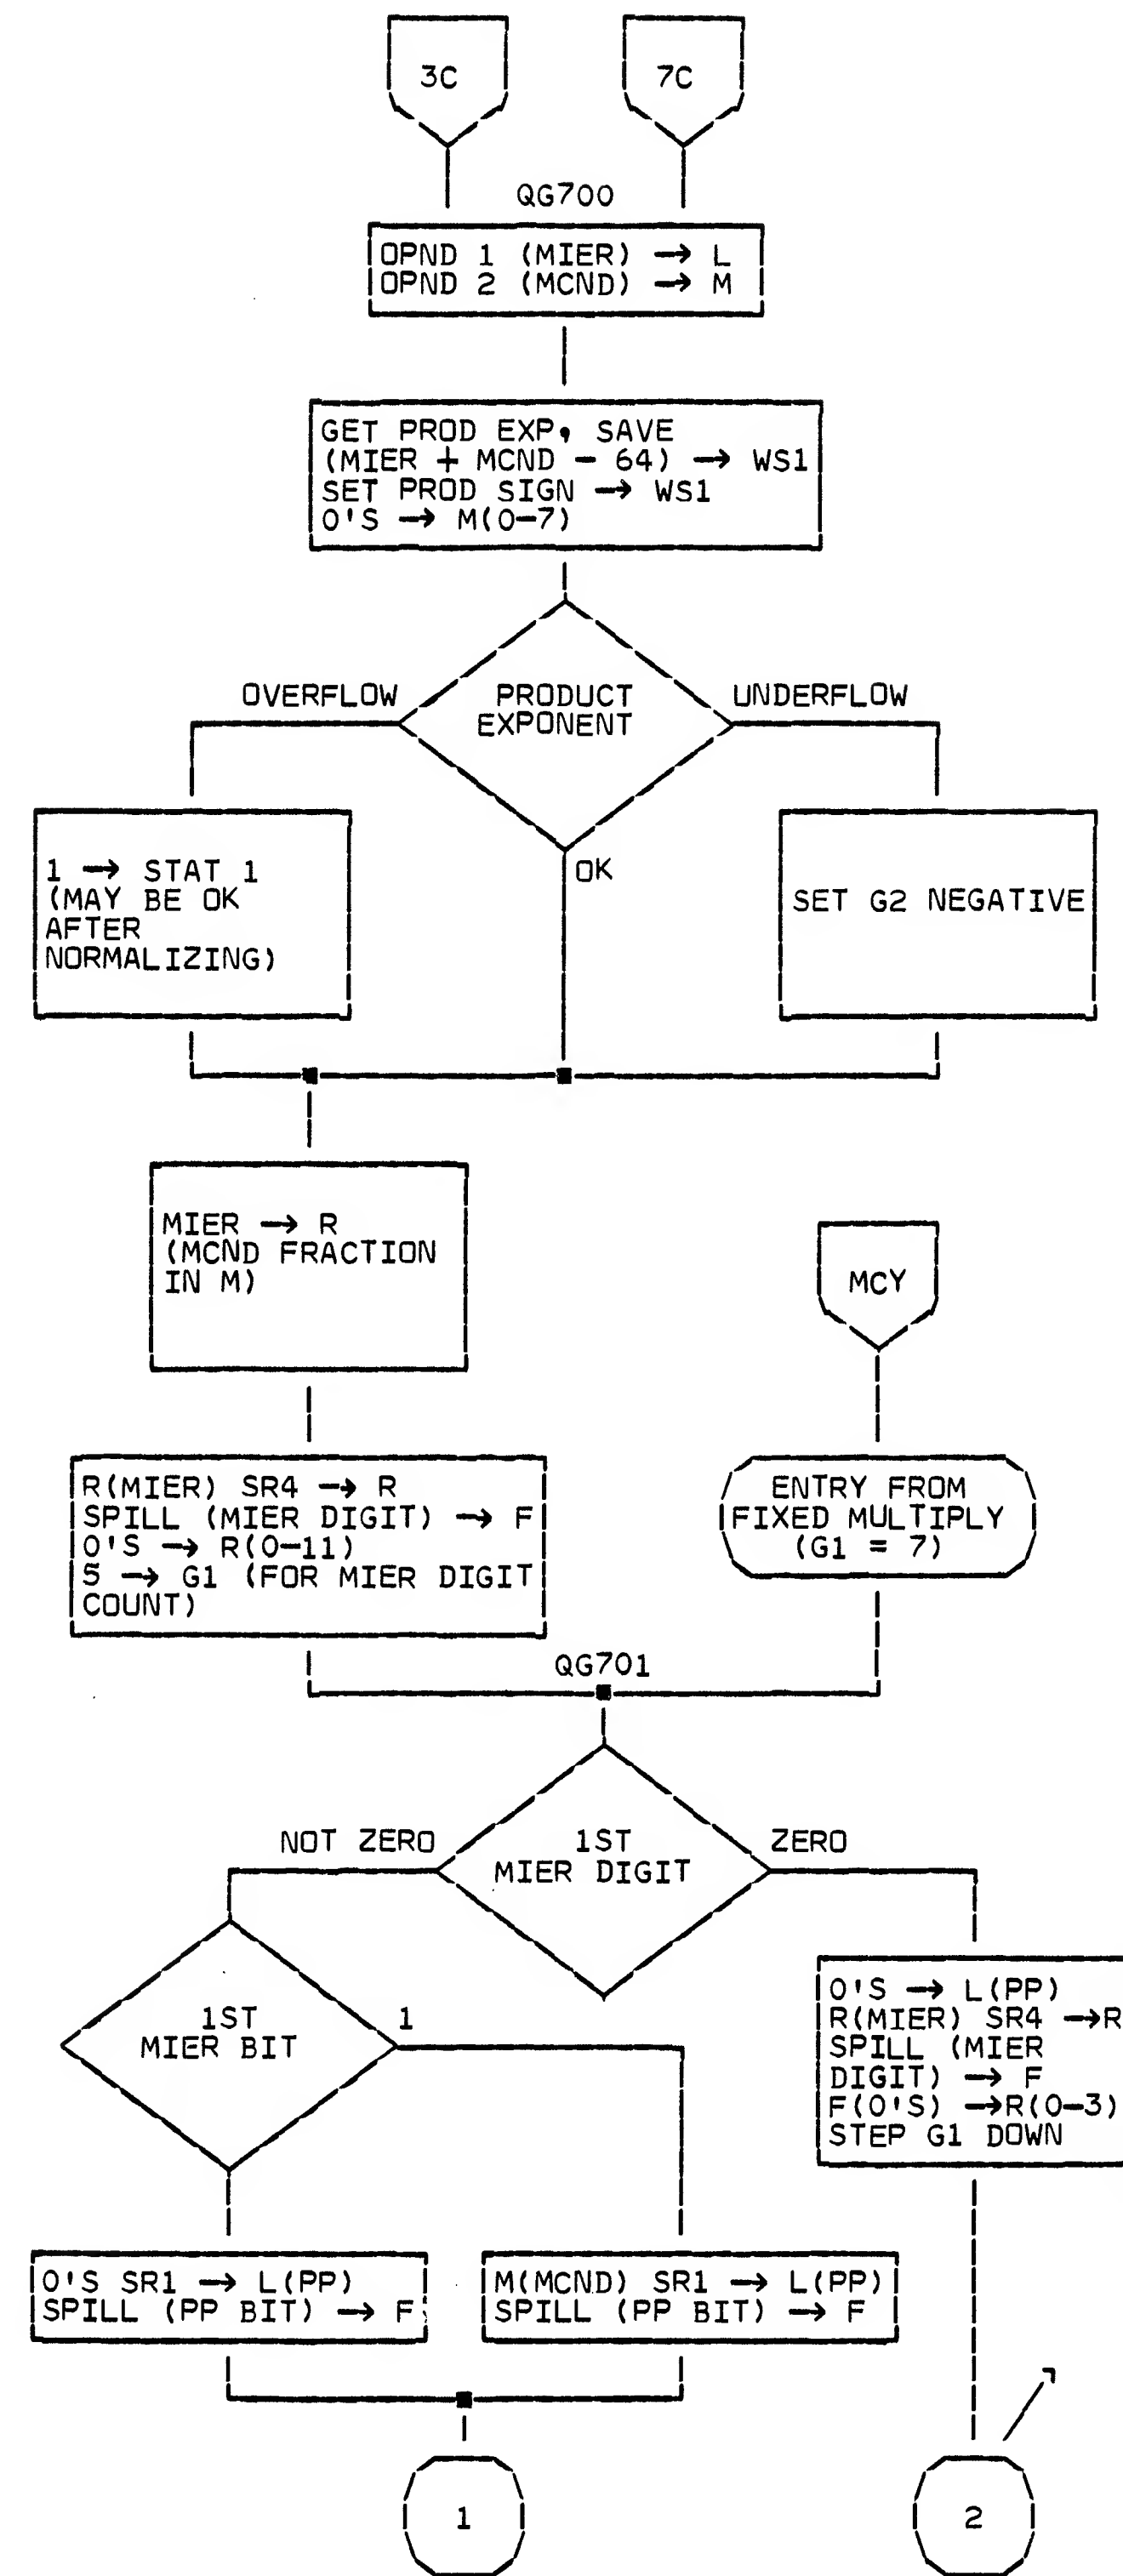 3C
7C
QG700
OPND 1 (MIER) → L
OPND 2 (MCND) → M
GET PROD EXP, SAVE
(MIER + MCND - 64) → WS1
SET PROD SIGN → WS1
0'S → M(0-7)
OVERFLOW
PRODUCT
EXPONENT
UNDERFLOW
OK
1 → STAT 1
(MAY BE OK
AFTER
NORMALIZING)
SET G2 NEGATIVE
MIER → R
(MCND FRACTION
IN M)
MCY
R(MIER) SR4 → R
SPILL (MIER DIGIT) → F
0'S → R(0-11)
5 → G1 (FOR MIER DIGIT
COUNT)
ENTRY FROM
FIXED MULTIPLY
(G1 = 7)
QG701
NOT ZERO
1ST
MIER DIGIT
ZERO
1ST
MIER BIT
1
0'S → L(PP)
R(MIER) SR4 →R
SPILL (MIER
DIGIT) → F
F(0'S) →R(0-3)
STEP G1 DOWN
0'S SR1 → L(PP)
SPILL (PP BIT) → F
M(MCND) SR1 → L(PP)
SPILL (PP BIT) → F
1
2